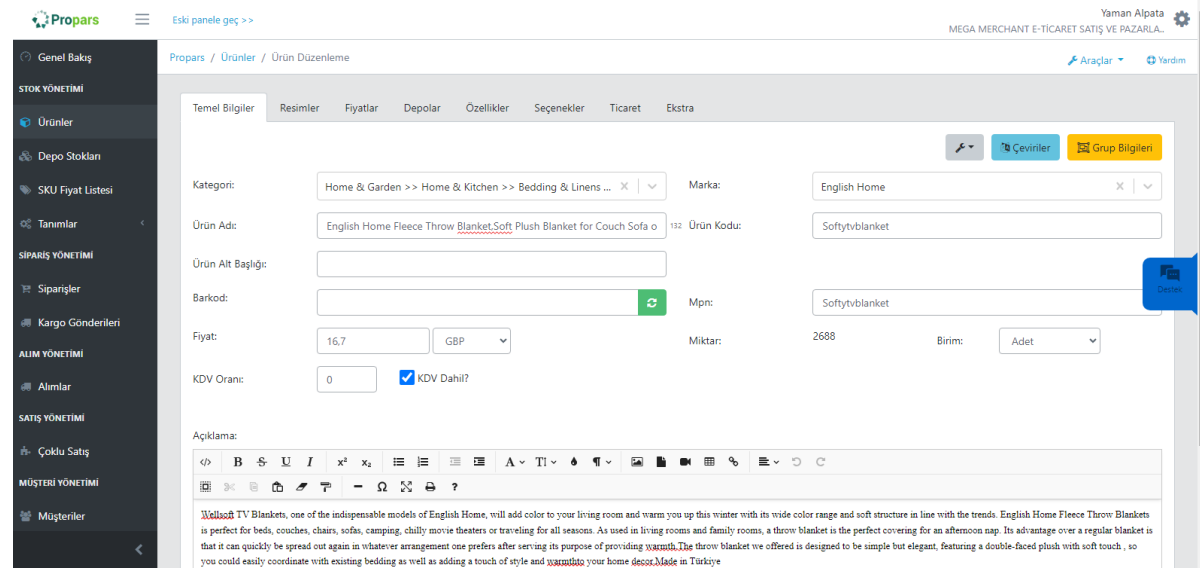 Propars
Eski panele geç >>
Yaman Alpata
MEGA MERCHANT E-TİCARET SATIŞ VE PAZARLA...
Genel Bakış
STOK YÖNETİMİ
Ürünler
Depo Stokları
SKU Fiyat Listesi
Tanımlar
SİPARİŞ YÖNETİMİ
Siparişler
Kargo Gönderileri
ALIM YÖNETİMİ
Alımlar
SATIŞ YÖNETİMİ
Çoklu Satış
MÜŞTERİ YÖNETİMİ
Müşteriler
Propars / Ürünler / Ürün Düzenleme
Araçlar
Yardım
Temel Bilgiler Resimler Fiyatlar Depolar Özellikler Seçenekler Ticaret Ekstra
Çeviriler
Grup Bilgileri
Kategori: Home & Garden >> Home & Kitchen >> Bedding & Linens ...
Marka: English Home
Ürün Adı: English Home Fleece Throw Blanket,Soft Plush Blanket for Couch Sofa o 132
Ürün Kodu: Softytvblanket
Ürün Alt Başlığı:
Barkod:
Mpn: Softytvblanket
Destek
Fiyat: 16,7 GBP
Miktar: 2688
Birim: Adet
KDV Oranı: 0
KDV Dahil?
Açıklama:
Wellsoft TV Blankets, one of the indispensable models of English Home, will add color to your living room and warm you up this winter with its wide color range and soft structure in line with the trends. English Home Fleece Throw Blankets
is perfect for beds, couches, chairs, sofas, camping, chilly movie theaters or traveling for all seasons. As used in living rooms and family rooms, a throw blanket is the perfect covering for an afternoon nap. Its advantage over a regular blanket is
that it can quickly be spread out again in whatever arrangement one prefers after serving its purpose of providing warmth.The throw blanket we offered is designed to be simple but elegant, featuring a double-faced plush with soft touch , so
you could easily coordinate with existing bedding as well as adding a touch of style and warmthto your home decor.Made in Türkiye